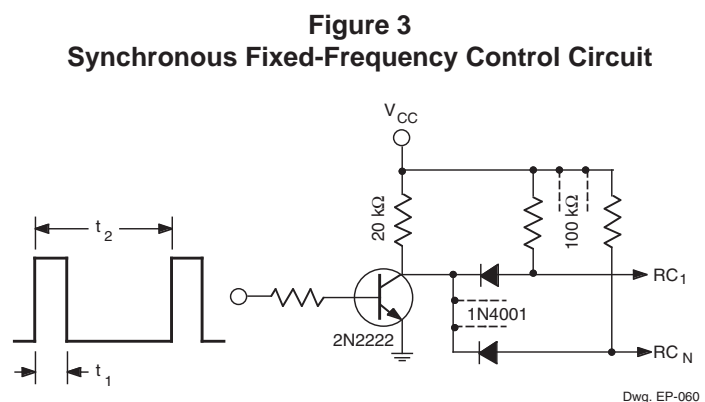 Figure 3
Synchronous Fixed-Frequency Control Circuit
V CC
20 kΩ
100 kΩ
t 2
RC 1
1N4001
2N2222
RC N
t 1
Dwg. EP-060